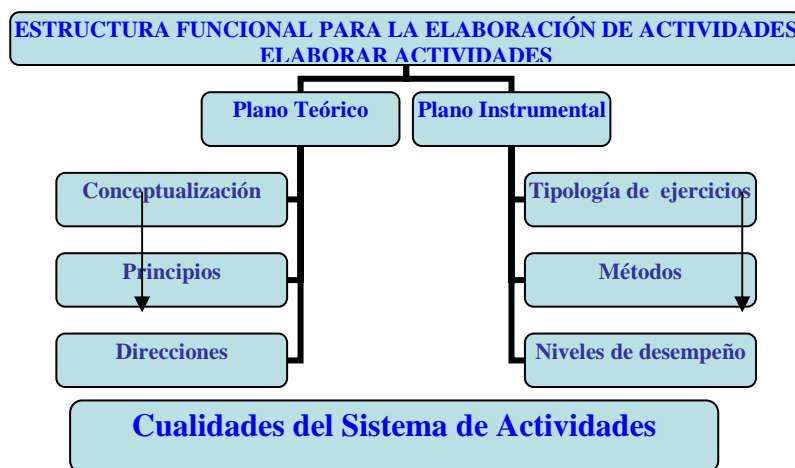 ESTRUCTURA FUNCIONAL PARA LA ELABORACIÓN DE ACTIVIDADES
ELABORAR ACTIVIDADES
Plano Teórico
Plano Instrumental
Conceptualización
Tipología de ejercicios
Principios
Métodos
Direcciones
Niveles de desempeño
Cualidades del Sistema de Actividades